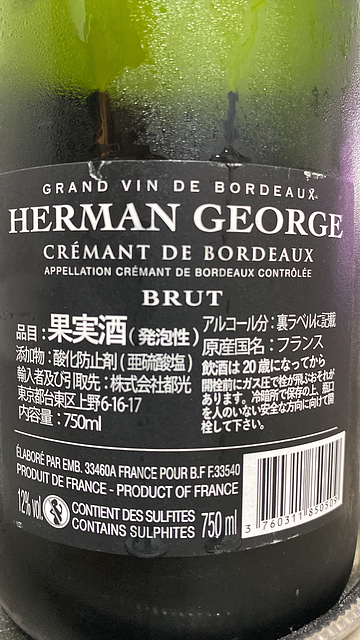 GRAND VIN DE BORDEAUX
HERMAN GEORGE
CRÉMANT DE BORDEAUX
APPELLATION CRÉMANT DE BORDEAUX CONTRÔLÉE
BRUT
品目：果実酒（発泡性）
添加物：酸化防止剤（亜硫酸塩）
輸入者及び引取先：株式会社都光
東京都台東区上野6-16-17
内容量：750ml
アルコール分：裏ラベルに記載
原産国名：フランス
飲酒は20歳になってから
開栓前にガス圧で栓が飛ぶおそれが
あります。冷暗所で保存の上、瓶口
を人のいない安全な方向に向けて開
栓して下さい。
ÉLABORÉ PAR EMB. 33460A FRANCE POUR B.F F.33540
PRODUIT DE FRANCE - PRODUCT OF FRANCE
12% vol.
CONTIENT DES SULFITES
CONTAINS SULPHITES
750 ml
3 760311 850509